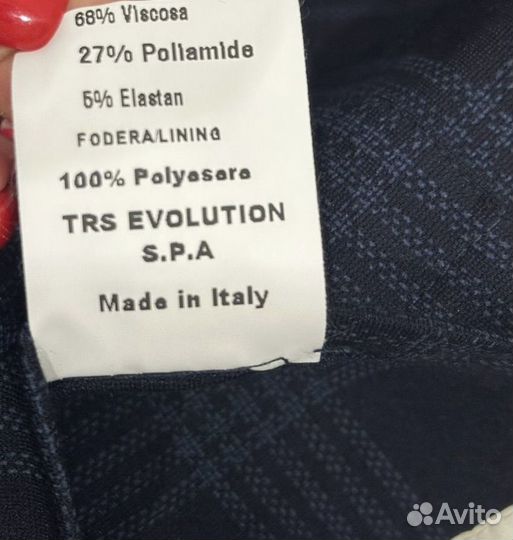 68% Viscosa
27% Poliamide
5% Elastan
FODERA/LINING
100% Polyesere
TRS EVOLUTION
S.P.A
Made in Italy
Avito